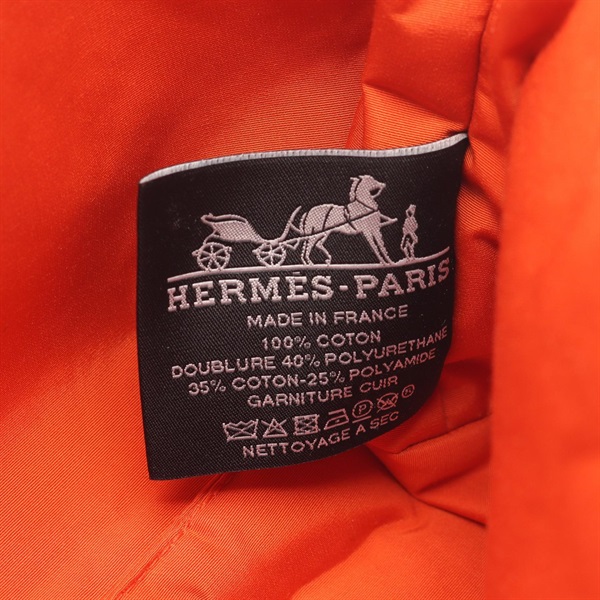 HERMÈS-PARIS
MADE IN FRANCE
100% COTON
DOUBLURE 40% POLYURETHANE
35% COTON-25% POLYAMIDE
GARNITURE CUIR
P
NETTOYAGE A SEC